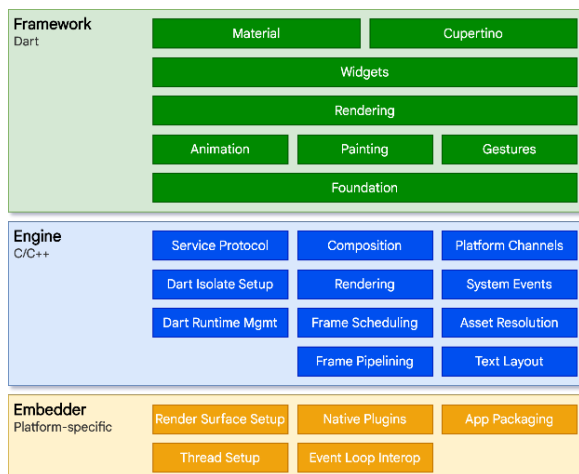 Framework
Dart
Material
Cupertino
Widgets
Rendering
Animation
Painting
Gestures
Foundation
Engine
C/C++
Service Protocol
Composition
Platform Channels
Dart Isolate Setup
Rendering
System Events
Dart Runtime Mgmt
Frame Scheduling
Asset Resolution
Frame Pipelining
Text Layout
Embedder
Platform-specific
Render Surface Setup
Native Plugins
App Packaging
Thread Setup
Event Loop Interop